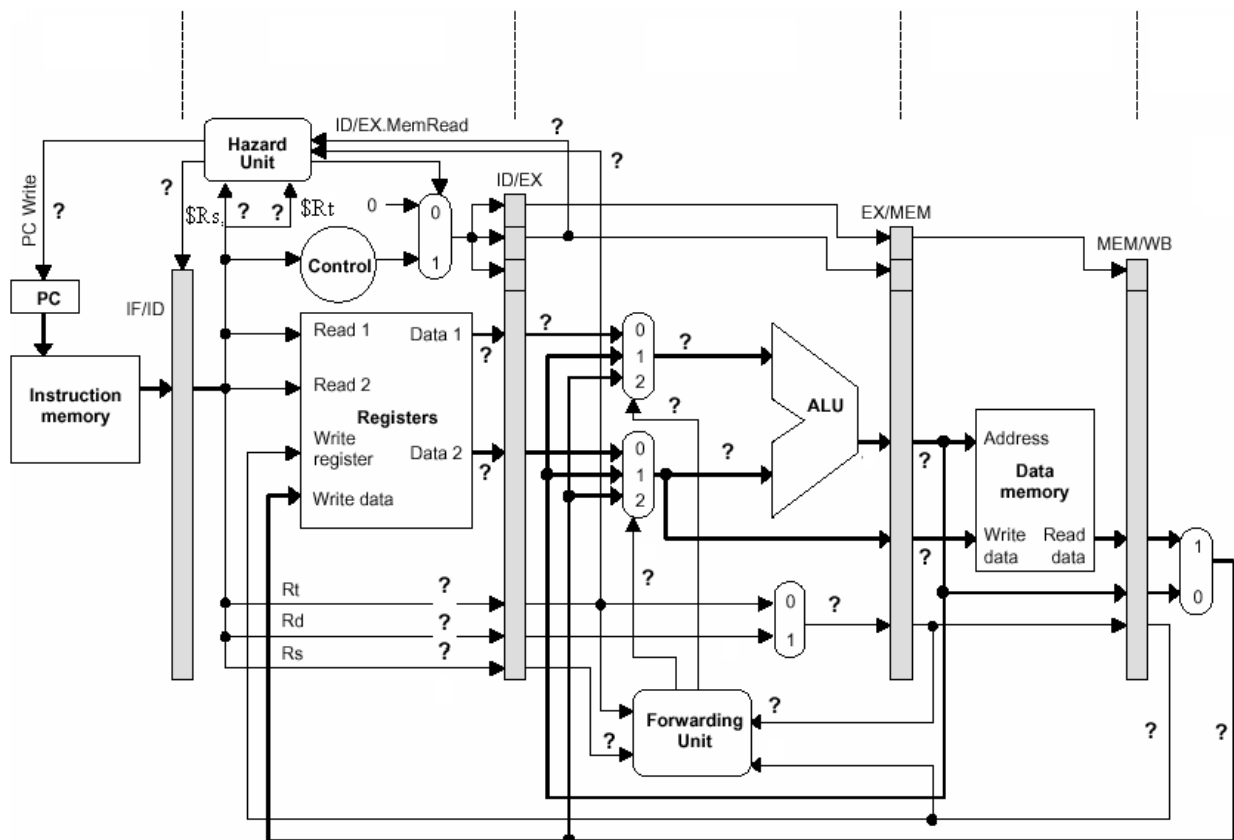 ID/EX.MemRead
?
Hazard
Unit
?
PC Write
?
?
$Rs
?
?
$Rt
0
0
1
ID/EX
EX/MEM
MEM/WB
Control
PC
IF/ID
Instruction
memory
Read 1
Data 1
?
?
0
1
2
?
Read 2
Registers
Write
register
Data 2
?
Write data
?
0
1
2
?
ALU
?
Address
Data
memory
Write
data
Read
data
?
1
0
?
Rt
?
0
1
?
Rd
?
Rs
?
Forwarding
Unit
?
?
?
?